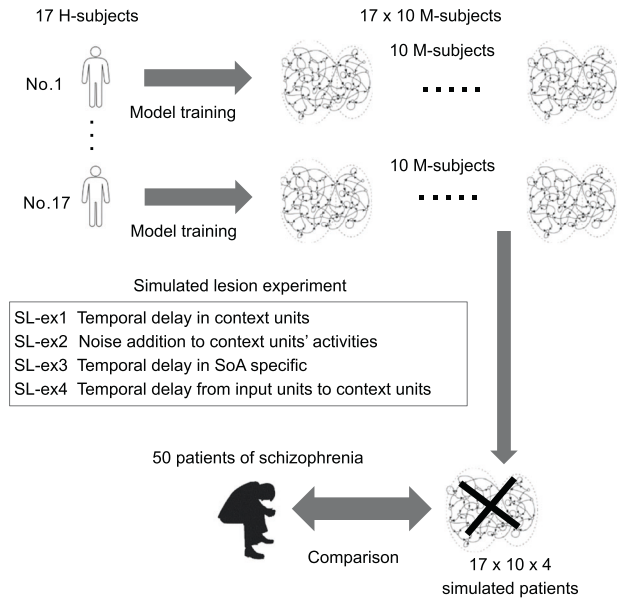 17 H-subjects
17 x 10 M-subjects
10 M-subjects
No.1
Model training
10 M-subjects
No.17
Model training
Simulated lesion experiment
SL-ex1 Temporal delay in context units
SL-ex2 Noise addition to context units' activities
SL-ex3 Temporal delay in SoA specific
SL-ex4 Temporal delay from input units to context units
50 patients of schizophrenia
Comparison
17 x 10 x 4
simulated patients